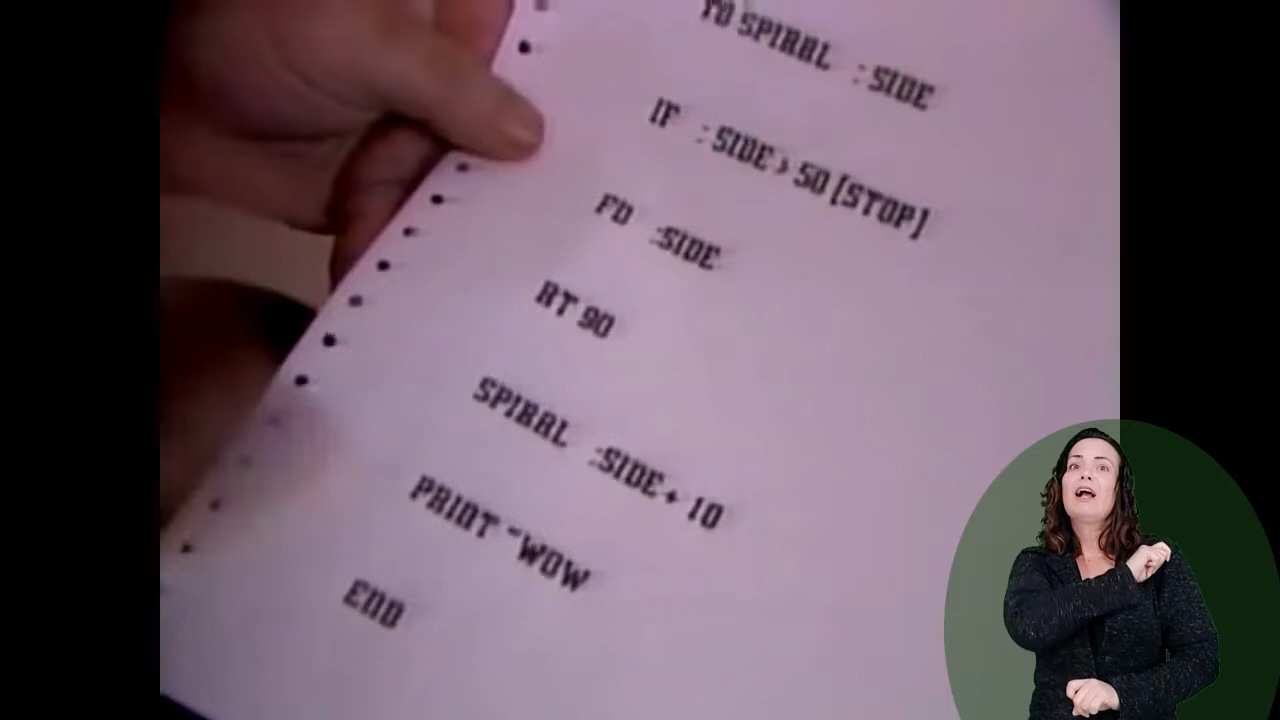 TO SPIRAL :SIDE
IF :SIDE > 50 [STOP]
FD :SIDE
RT 90
SPIRAL :SIDE + 10
PRINT "WOW
END